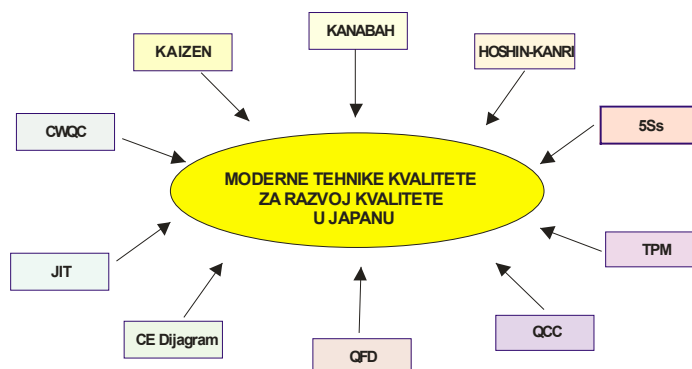 KAIZEN
KANABAH
HOSHIN-KANRI
CWQC
5Ss
MODERNE TEHNIKE KVALITETE
ZA RAZVOJ KVALITETE
U JAPANU
JIT
TPM
CE Dijagram
QFD
QCC